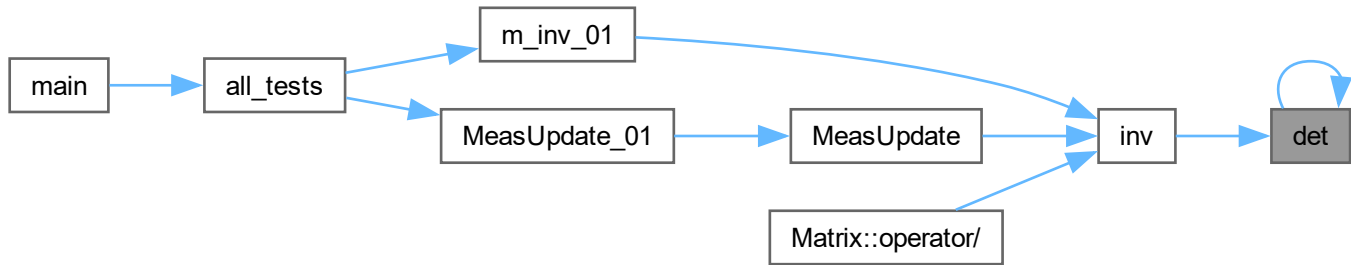 main
all_tests
m_inv_01
MeasUpdate_01
MeasUpdate
Matrix::operator/
inv
det